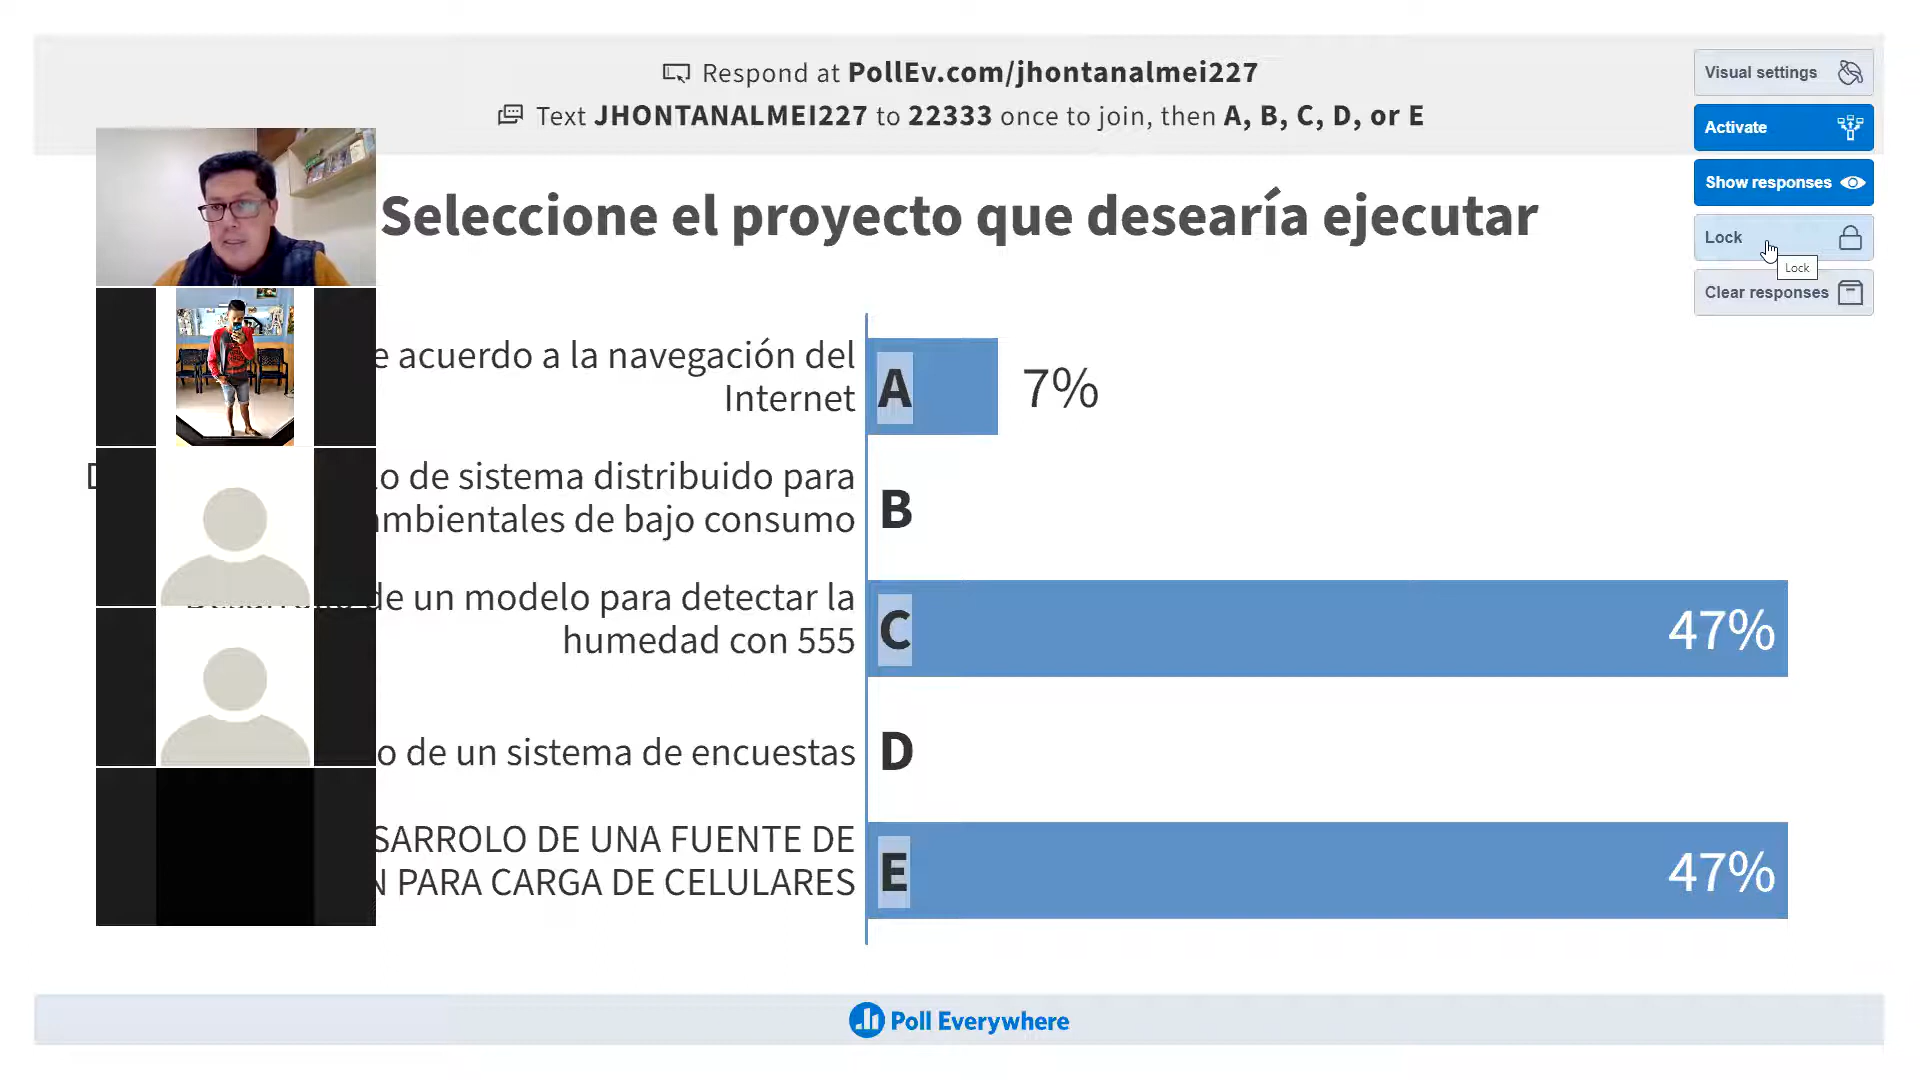 Respond at PollEv.com/jhontanalmei227
Text JHONTANALMEI227 to 22333 once to join, then A, B, C, D, or E
Visual settings
Activate
Show responses
Lock
Lock
Clear responses
Seleccione el proyecto que desearía ejecutar
acuerdo a la navegación del
Internet
A
7%
de sistema distribuido para
ambientales de bajo consumo
B
de un modelo para detectar la
humedad con 555
C
47%
de un sistema de encuestas
D
SARROLO DE UNA FUENTE DE
PARA CARGA DE CELULARES
E
47%
Poll Everywhere